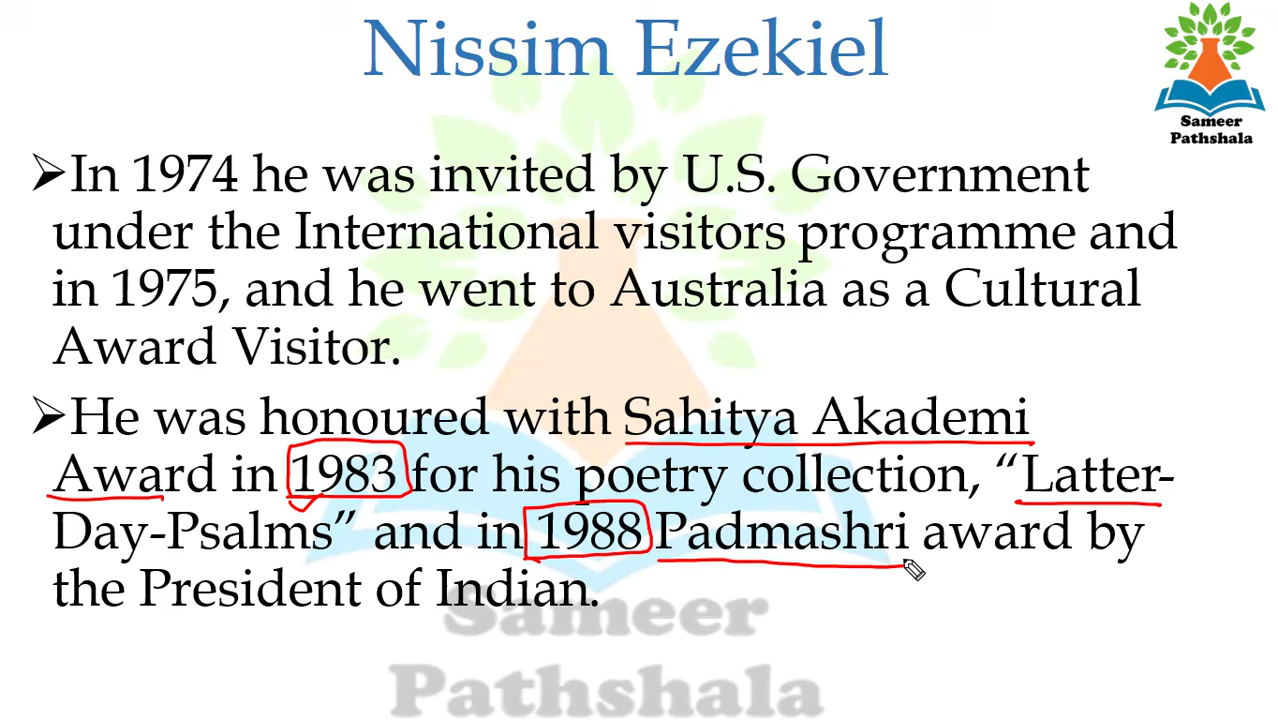 Nissim Ezekiel
Sameer
Pathshala
➢In 1974 he was invited by U.S. Government
under the International visitors programme and
in 1975, and he went to Australia as a Cultural
Award Visitor.
➢He was honoured with Sahitya Akademi
Award in 1983 for his poetry collection, “Latter-
Day-Psalms” and in 1988 Padmashri award by
the President of Indian.
Sameer
Pathshala